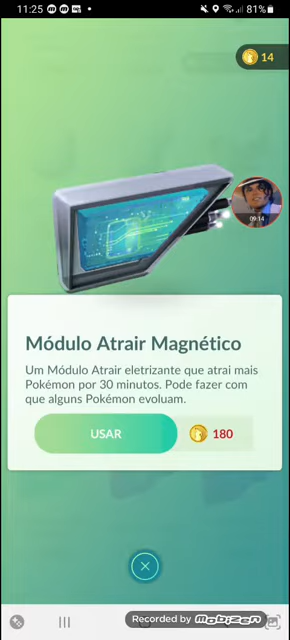 11:25
81%
14
09:14
Módulo Atrair Magnético
Um Módulo Atrair eletrizante que atrai mais
Pokémon por 30 minutos. Pode fazer com
que alguns Pokémon evoluam.
USAR
180
Recorded by mobizen